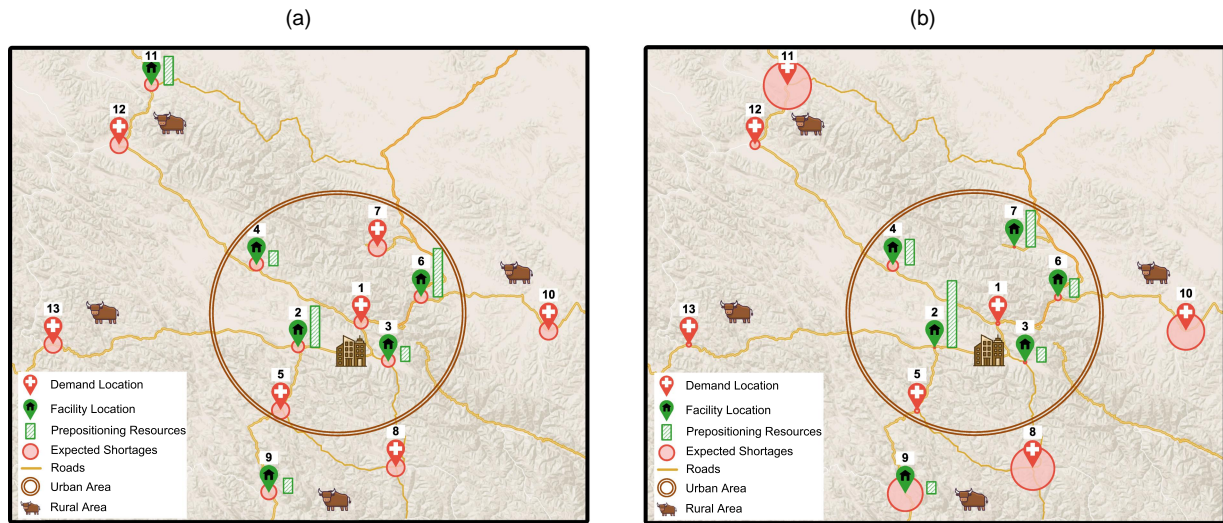 (a)
(b)
11
12
4
7
6
13
2
1
3
10
5
8
9
Demand Location
Facility Location
Prepositioning Resources
Expected Shortages
Roads
Urban Area
Rural Area
11
12
4
7
6
13
2
1
3
10
5
8
9
Demand Location
Facility Location
Prepositioning Resources
Expected Shortages
Roads
Urban Area
Rural Area